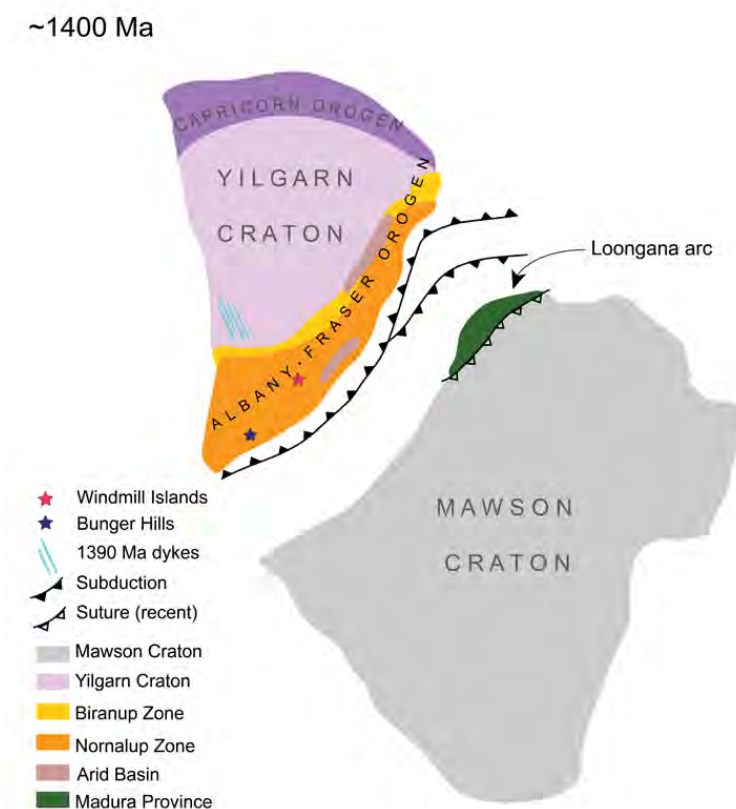 ~1400 Ma
CAPRICORN OROGEN
YILGARN
CRATON
ALBANY-FRASER OROGEN
Loongana arc
MAWSON
CRATON
Windmill Islands
Bunger Hills
1390 Ma dykes
Subduction
Suture (recent)
Mawson Craton
Yilgarn Craton
Biranup Zone
Nornalup Zone
Arid Basin
Madura Province